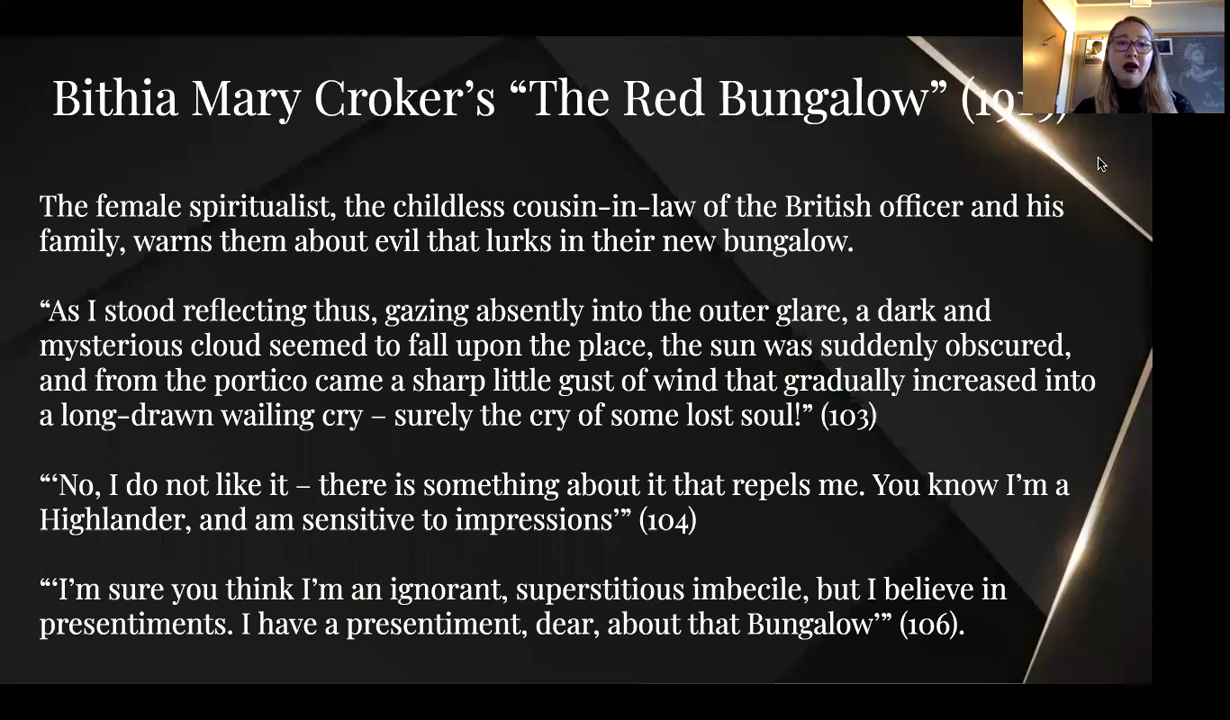 Bithia Mary Croker’s “The Red Bungalow”
The female spiritualist, the childless cousin-in-law of the British officer and his
family, warns them about evil that lurks in their new bungalow.
“As I stood reflecting thus, gazing absently into the outer glare, a dark and
mysterious cloud seemed to fall upon the place, the sun was suddenly obscured,
and from the portico came a sharp little gust of wind that gradually increased into
a long-drawn wailing cry – surely the cry of some lost soul!” (103)
“‘No, I do not like it – there is something about it that repels me. You know I’m a
Highlander, and am sensitive to impressions’” (104)
“‘I’m sure you think I’m an ignorant, superstitious imbecile, but I believe in
presentiments. I have a presentiment, dear, about that Bungalow’” (106).